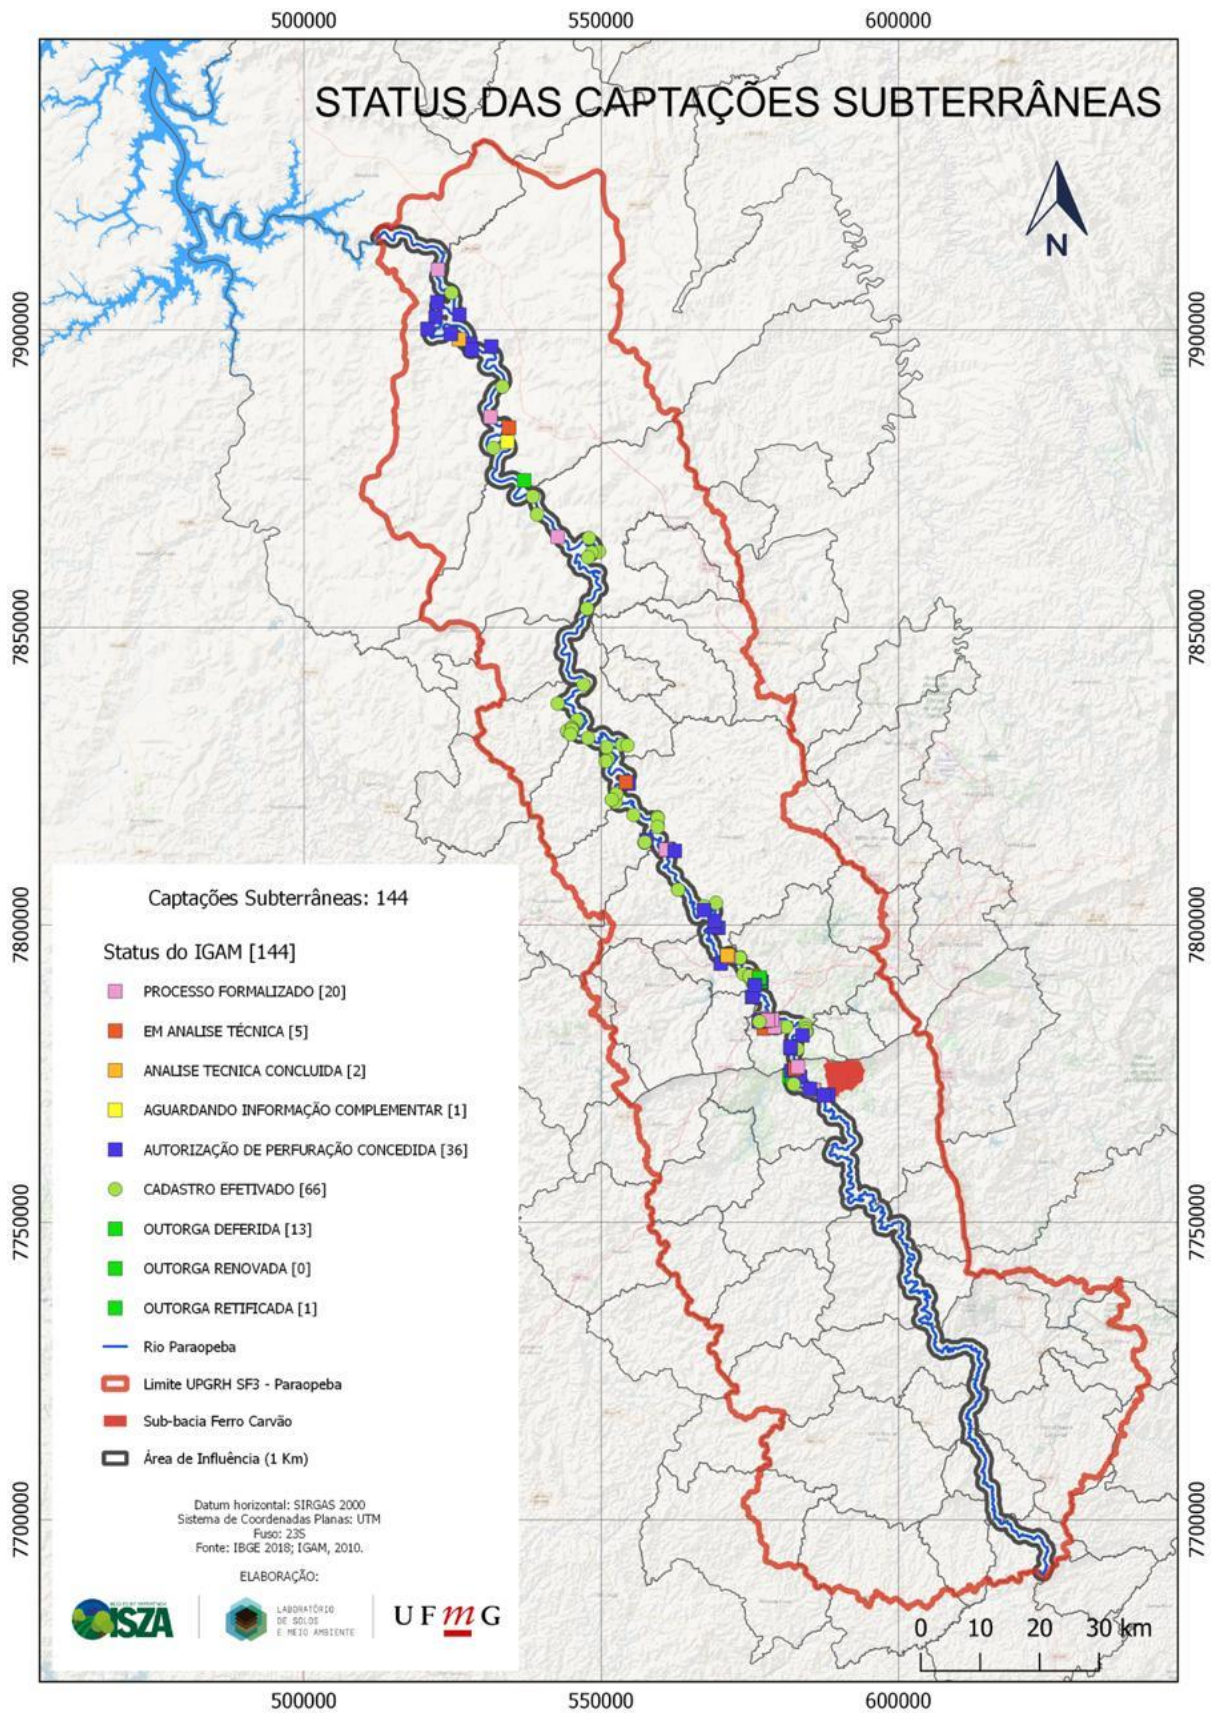 500000 550000 600000
STATUS DAS CAPTAÇÕES SUBTERRÂNEAS
N
7900000 7900000
7850000 7850000
7800000 7800000
7750000 7750000
7700000 7700000
Captações Subterrâneas: 144
Status do IGAM [144]
PROCESSO FORMALIZADO [20]
EM ANALISE TÉCNICA [5]
ANALISE TECNICA CONCLUIDA [2]
AGUARDANDO INFORMAÇÃO COMPLEMENTAR [1]
AUTORIZAÇÃO DE PERFURAÇÃO CONCEDIDA [36]
CADASTRO EFETIVADO [66]
OUTORGA DEFERIDA [13]
OUTORGA RENOVADA [0]
OUTORGA RETIFICADA [1]
Rio Paraopeba
Limite UPGRH SF3 - Paraopeba
Sub-bacia Ferro Carvão
Área de Influência (1 Km)
Datum horizontal: SIRGAS 2000
Sistema de Coordenadas Planas: UTM
Fuso: 23S
Fonte: IBGE 2018; IGAM, 2010.
ELABORAÇÃO:
ISZA
LABORATÓRIO
DE SOLOS
E MEIO AMBIENTE
UFmG
0 10 20 30 km
500000 550000 600000